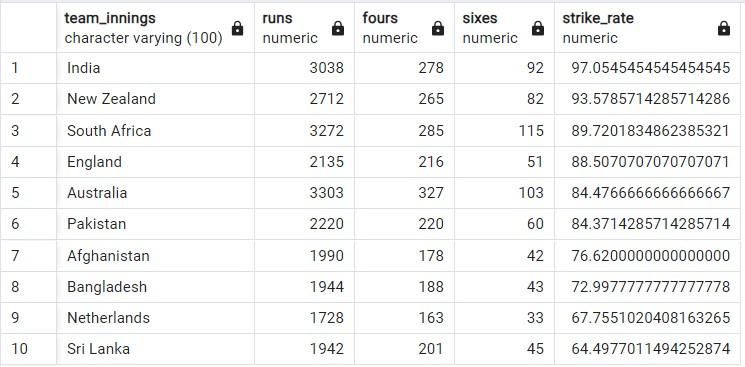 team_innings runs fours sixes strike_rate
character varying (100) numeric numeric numeric numeric
1 India 3038 278 92 97.0545454545454545
2 New Zealand 2712 265 82 93.5785714285714286
3 South Africa 3272 285 115 89.7201834862385321
4 England 2135 216 51 88.5070707070707071
5 Australia 3303 327 103 84.4766666666666667
6 Pakistan 2220 220 60 84.3714285714285714
7 Afghanistan 1990 178 42 76.6200000000000000
8 Bangladesh 1944 188 43 72.9977777777777778
9 Netherlands 1728 163 33 67.7551020408163265
10 Sri Lanka 1942 201 45 64.4977011494252874